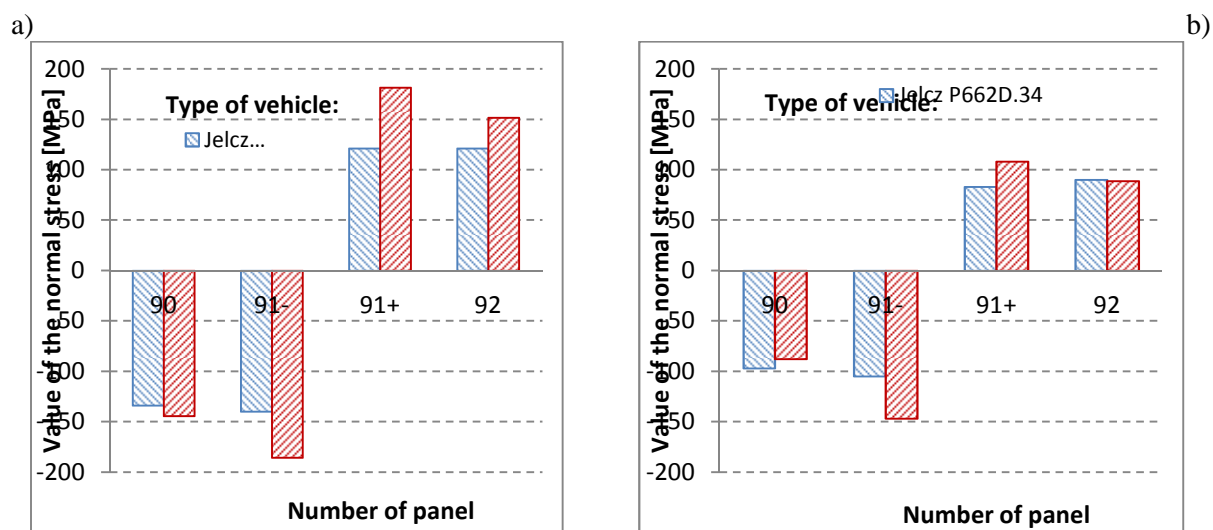 a)
b)
Value of the normal stress [MPa]
200
150
100
50
0
-50
-100
-150
-200
Type of vehicle:
Jelcz...
90
91-
91+
92
Number of panel
Value of the normal stress [MPa]
200
150
100
50
0
-50
-100
-150
-200
Type of vehicle:
Jelcz P662D.34
90
91-
91+
92
Number of panel